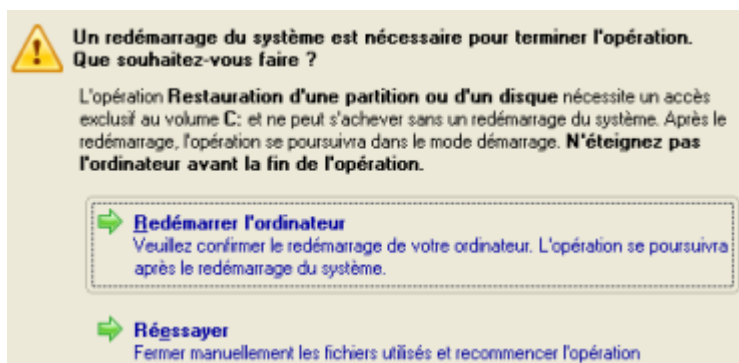 Un redémarrage du système est nécessaire pour terminer l'opération.
Que souhaitez-vous faire ?
L'opération Restauration d'une partition ou d'un disque nécessite un accès
exclusif au volume C: et ne peut s'achever sans un redémarrage du système. Après le
redémarrage, l'opération se poursuivra dans le mode démarrage. N'éteignez pas
l'ordinateur avant la fin de l'opération.
Redémarrer l'ordinateur
Veuillez confirmer le redémarrage de votre ordinateur. L'opération se poursuivra
après le redémarrage du système.
Réessayer
Fermer manuellement les fichiers utilisés et recommencer l'opération